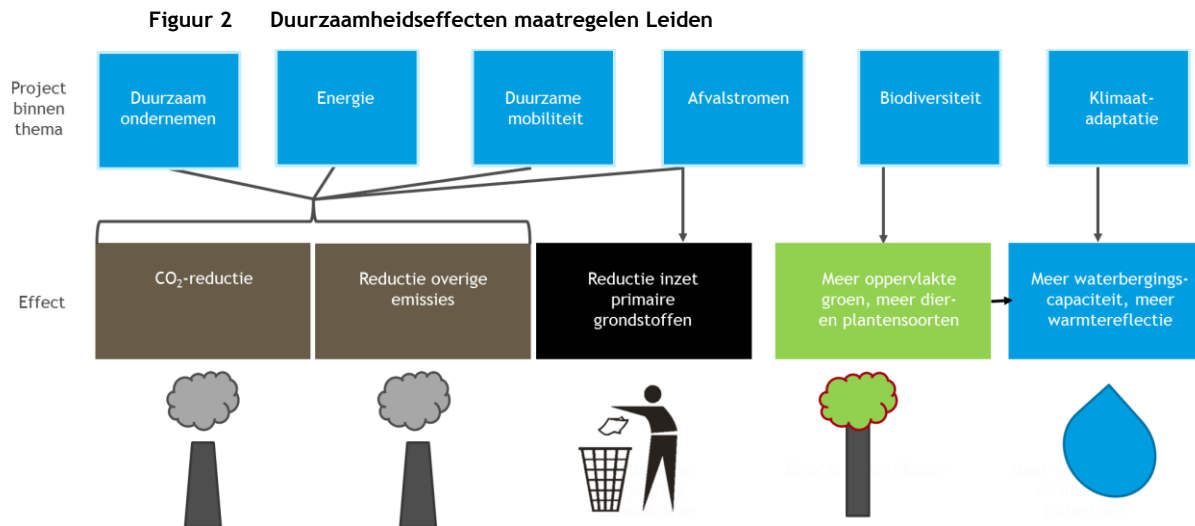 Figuur 2 Duurzaamheidseffecten maatregelen Leiden
Project
binnen
thema
Duurzaam
ondernemen
Energie
Duurzame
mobiliteit
Afvalstromen
Biodiversiteit
Klimaat-
adaptatie
Effect
CO₂-reductie
Reductie overige
emissies
Reductie inzet
primaire
grondstoffen
Meer oppervlakte
groen, meer dier-
en plantensoorten
Meer waterbergings-
capaciteit, meer
warmtereflectie